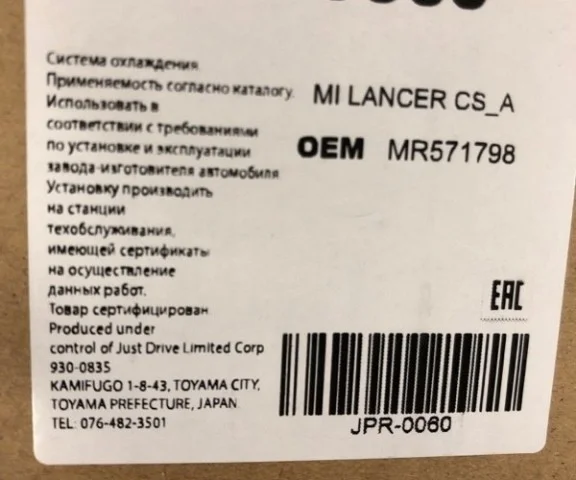 Система охлаждения
Применяемость согласно каталогу.
Использовать в
соответствии с требованиями
по установке и эксплуатации
завода-изготовителя автомобиля
Установку производить
на станции
техобслуживания,
имеющей сертификаты
на осуществление
данных работ.
Товар сертифицирован
Produced under
control of Just Drive Limited Corp
930-0835
KAMIFUGO 1-8-43, TOYAMA CITY,
TOYAMA PREFECTURE, JAPAN
TEL: 076-482-3501
MI LANCER CS_A
OEM MR571798
EAC
JPR-0060